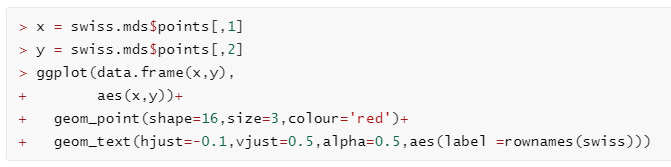 > x = swiss.mds$points[,1]
> y = swiss.mds$points[,2]
> ggplot(data.frame(x,y),
+        aes(x,y))+
+   geom_point(shape=16,size=3,colour='red')+
+   geom_text(hjust=-0.1,vjust=0.5,alpha=0.5,aes(label =rownames(swiss)))